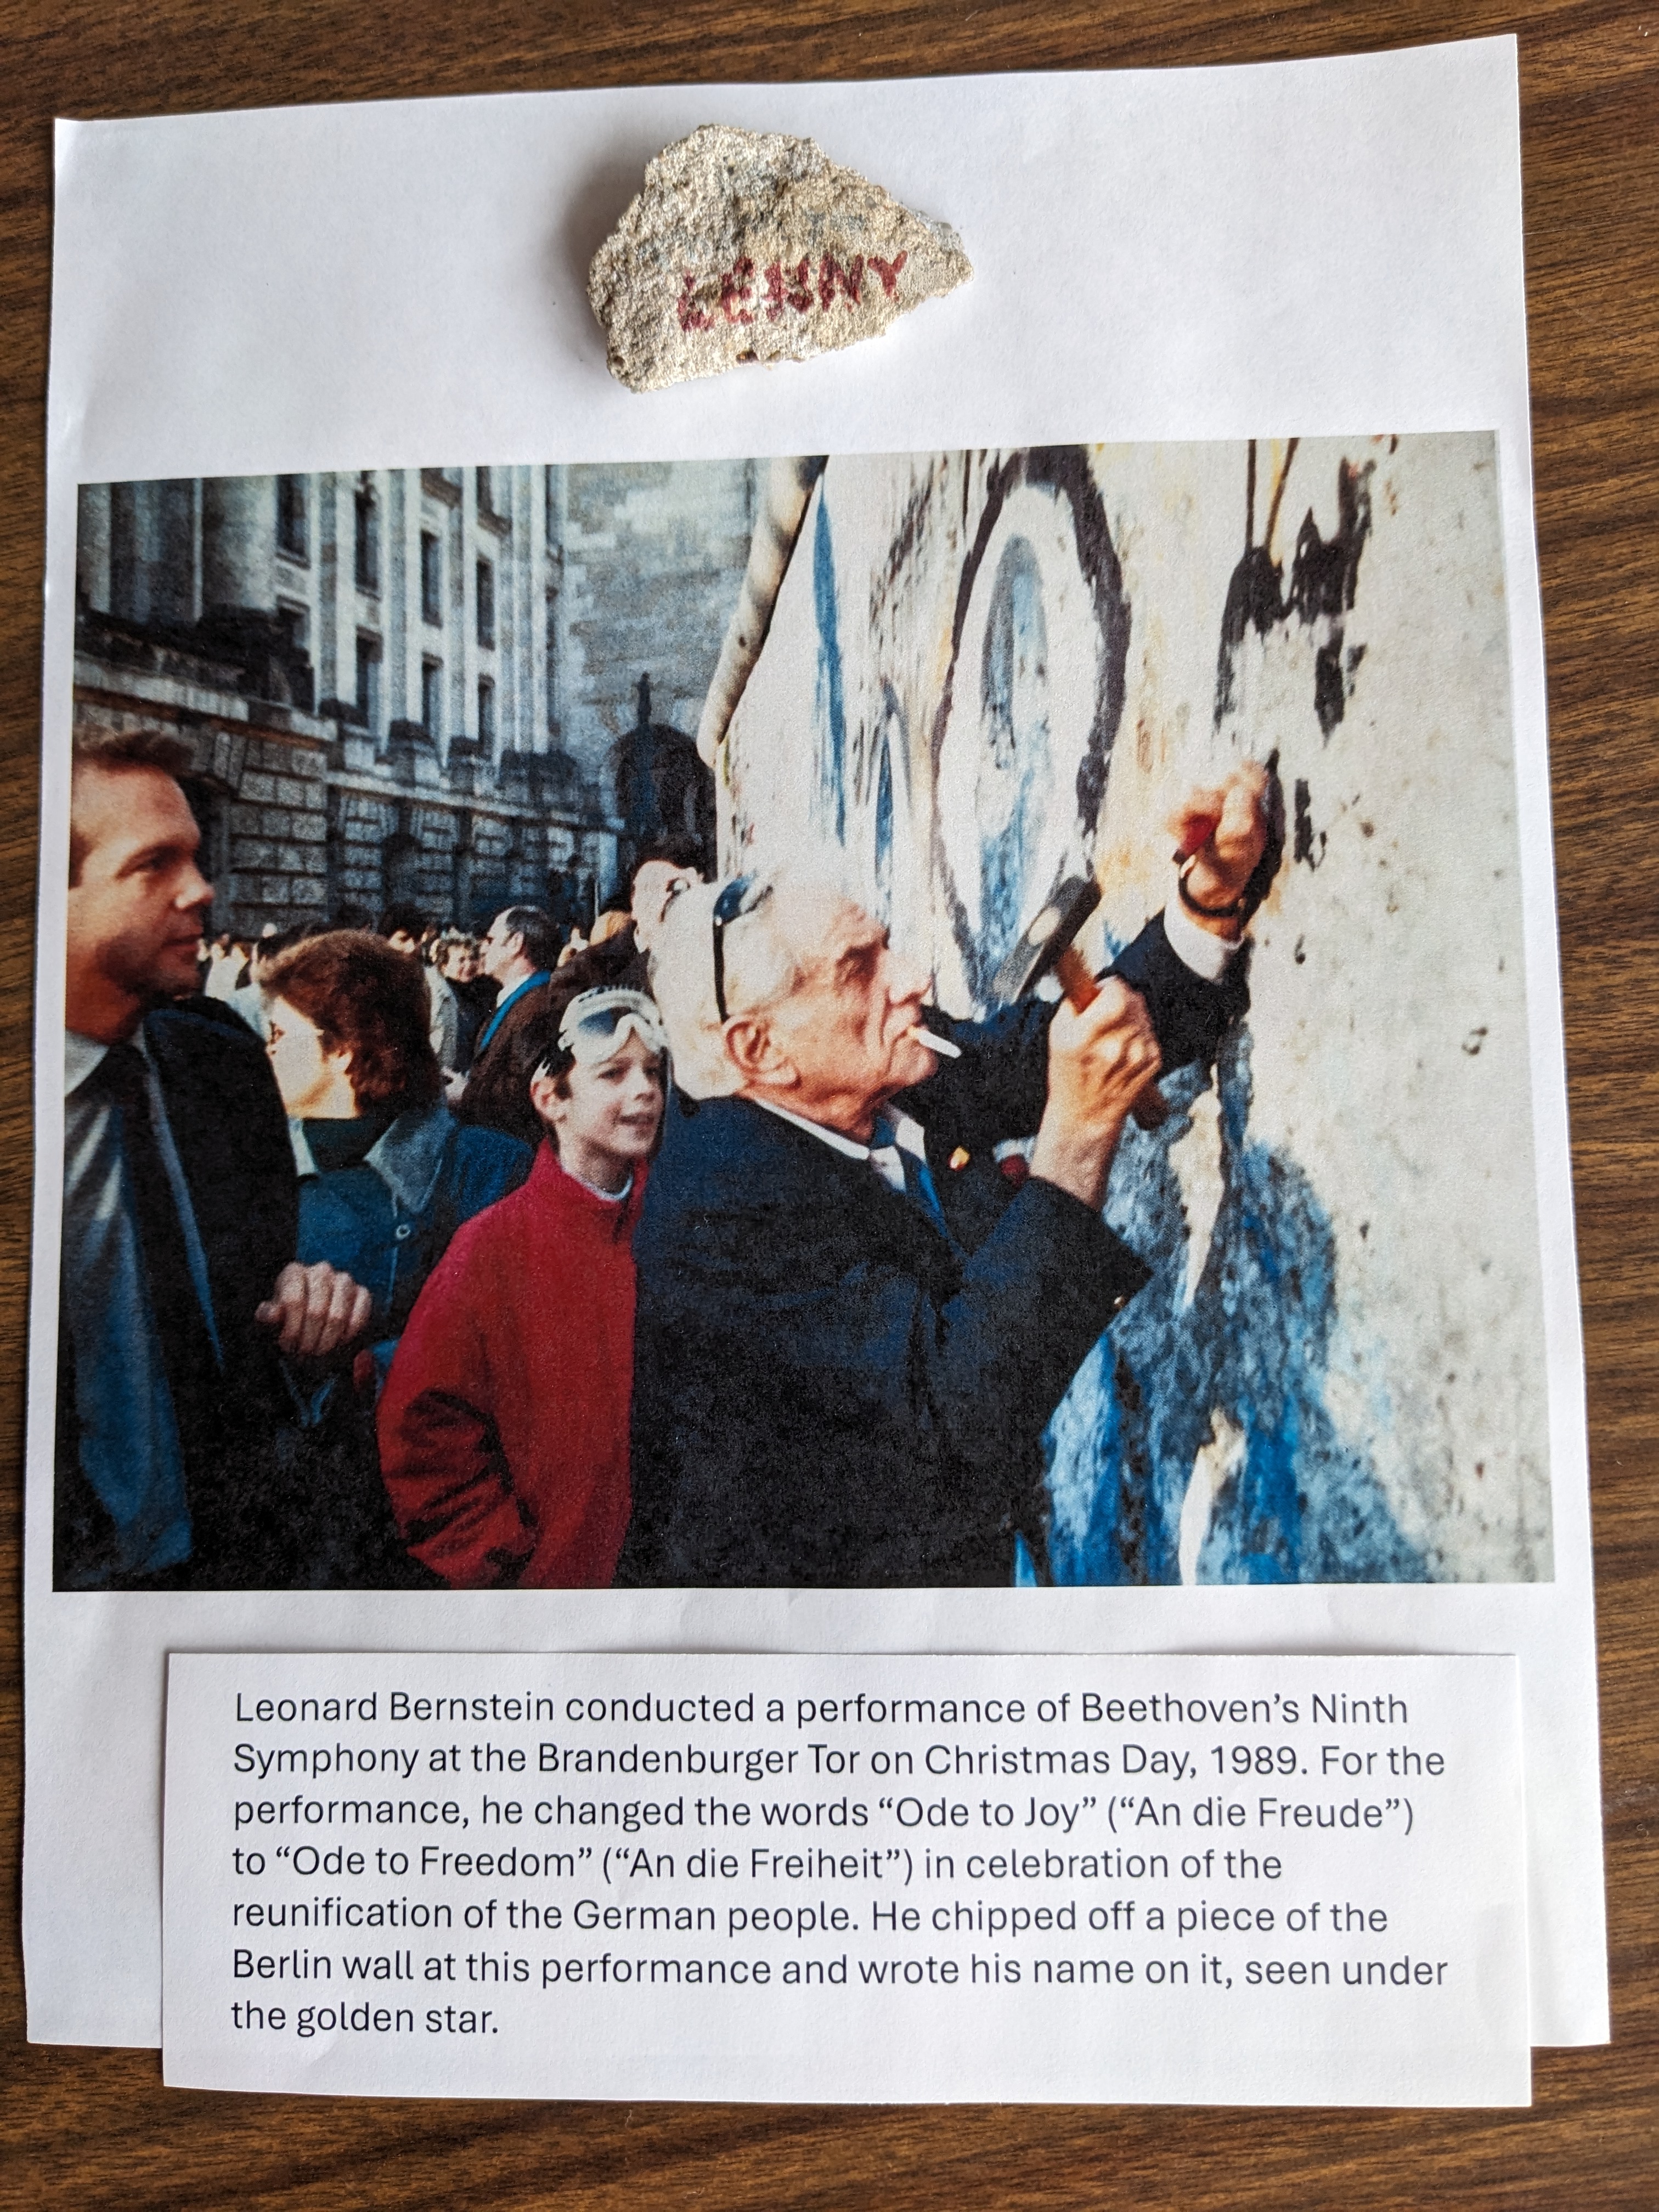 LENNY
Leonard Bernstein conducted a performance of Beethoven’s Ninth
Symphony at the Brandenburger Tor on Christmas Day, 1989. For the
performance, he changed the words “Ode to Joy” (“An die Freude”)
to “Ode to Freedom” (“An die Freiheit”) in celebration of the
reunification of the German people. He chipped off a piece of the
Berlin wall at this performance and wrote his name on it, seen under
the golden star.